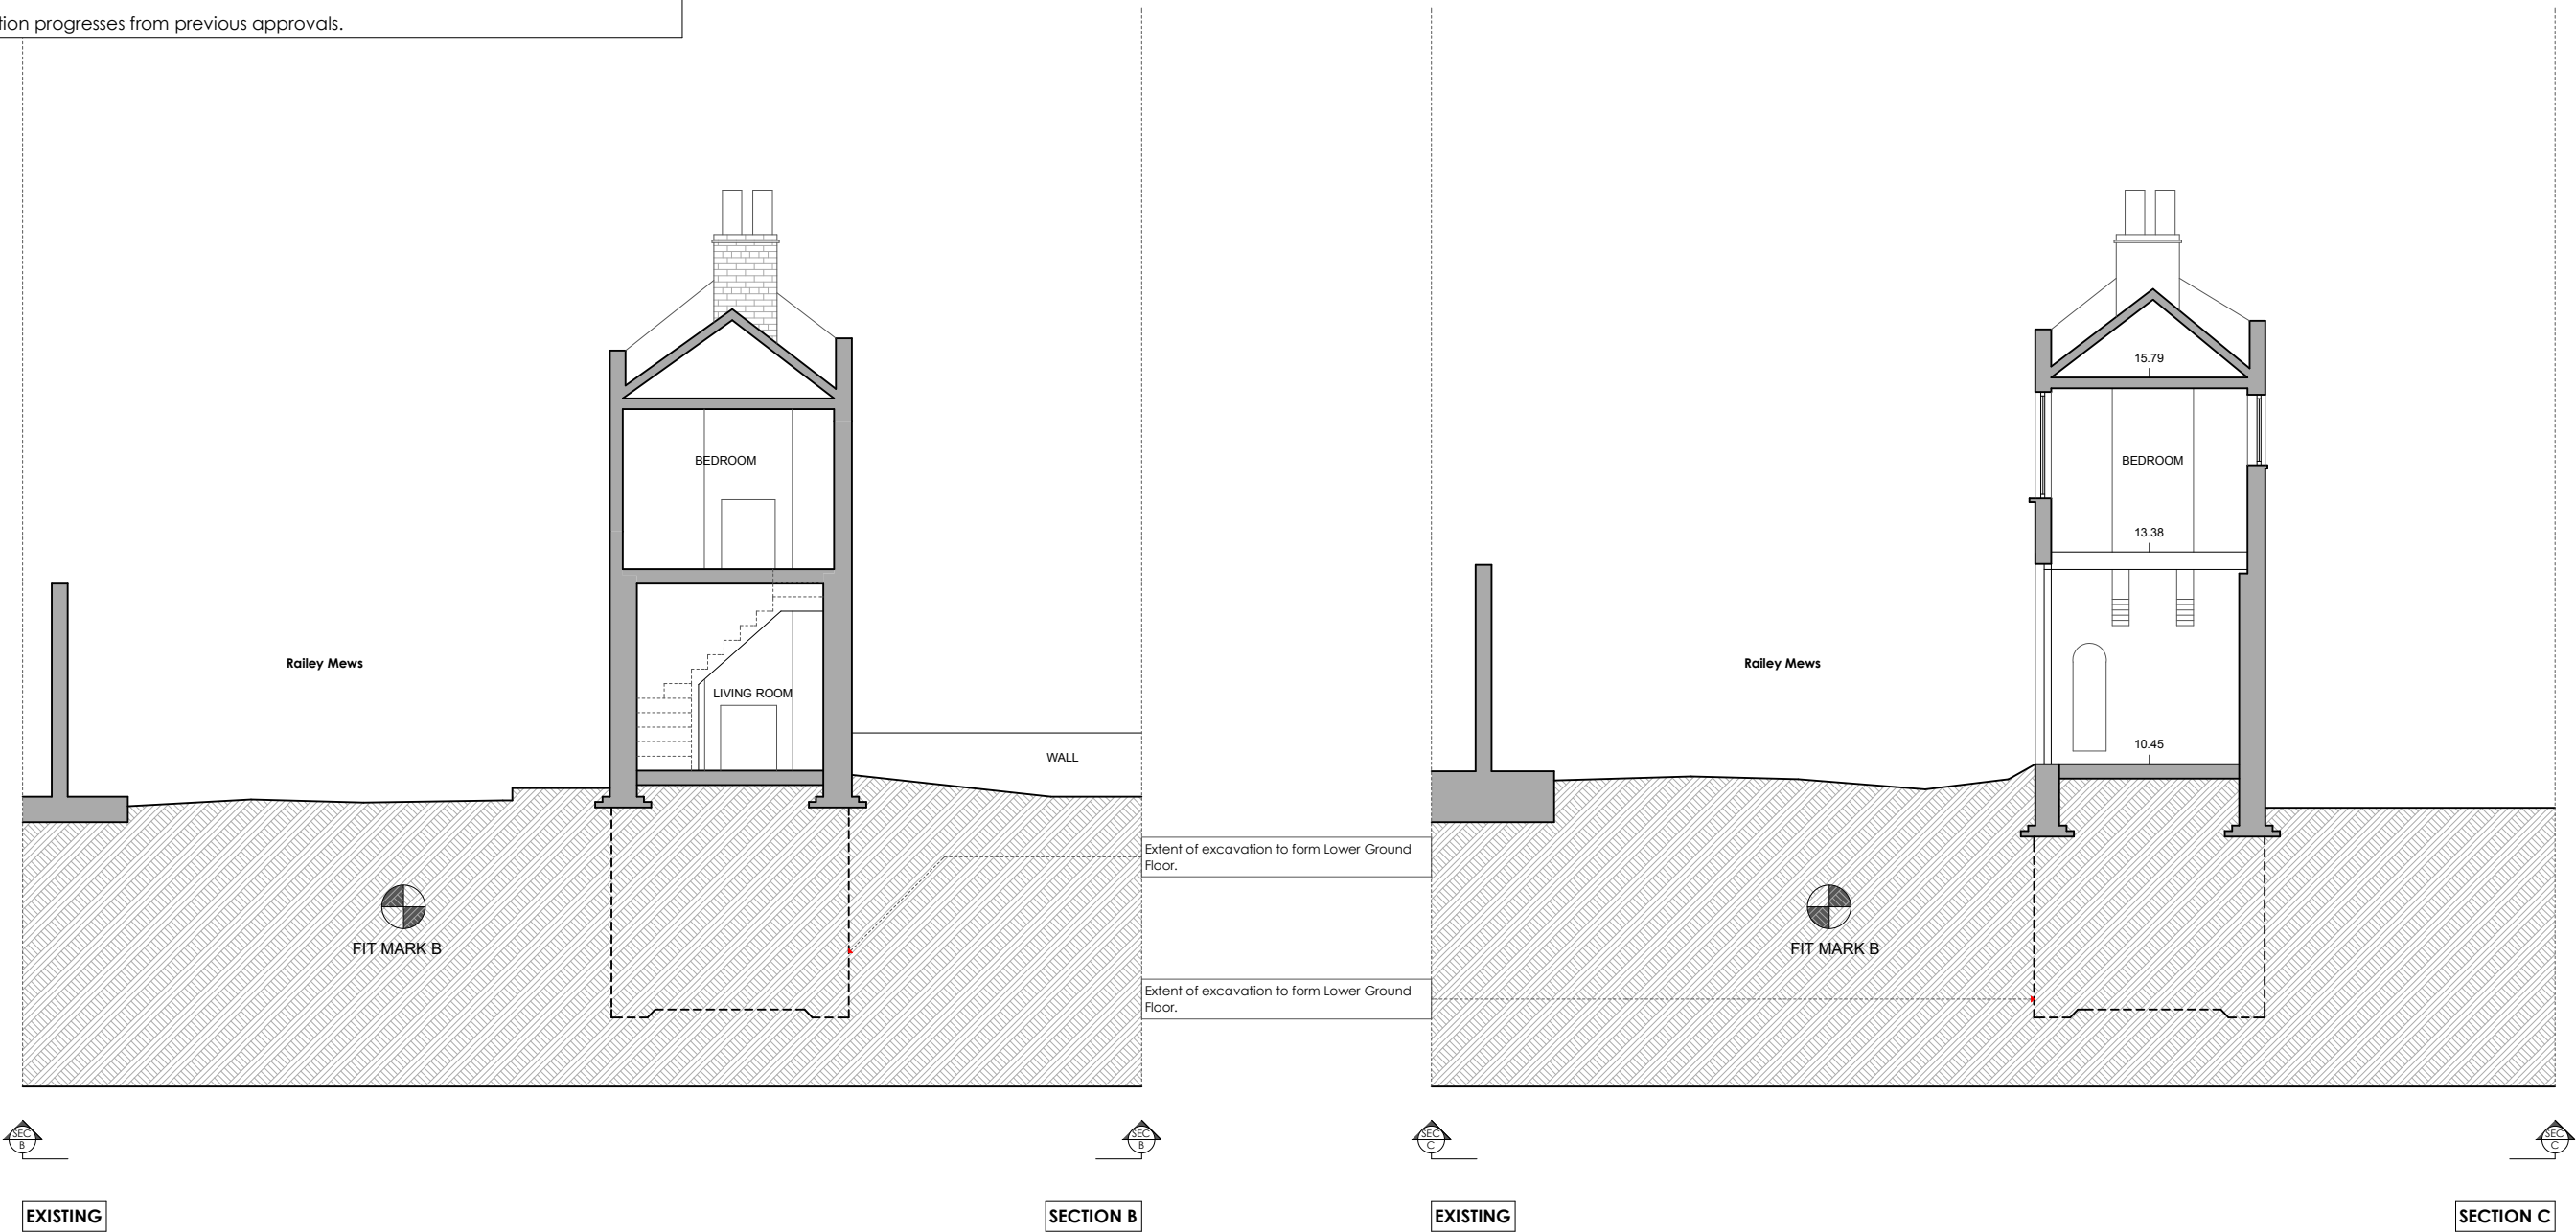 tion progresses from previous approvals.
BEDROOM
LIVING ROOM
Railey Mews
WALL
FIT MARK B
Extent of excavation to form Lower Ground
Floor.
Extent of excavation to form Lower Ground
Floor.
15.79
BEDROOM
13.38
Railey Mews
10.45
FIT MARK B
SEC
B
SEC
B
SEC
C
SEC
C
EXISTING
SECTION B
EXISTING
SECTION C